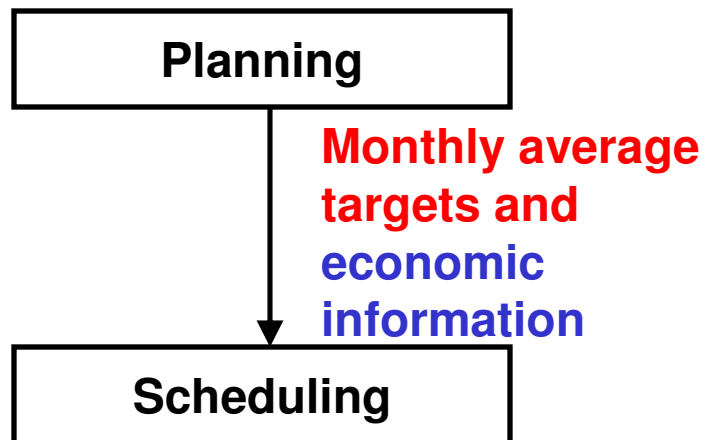 Planning
Monthly average
targets and
economic
information
Scheduling